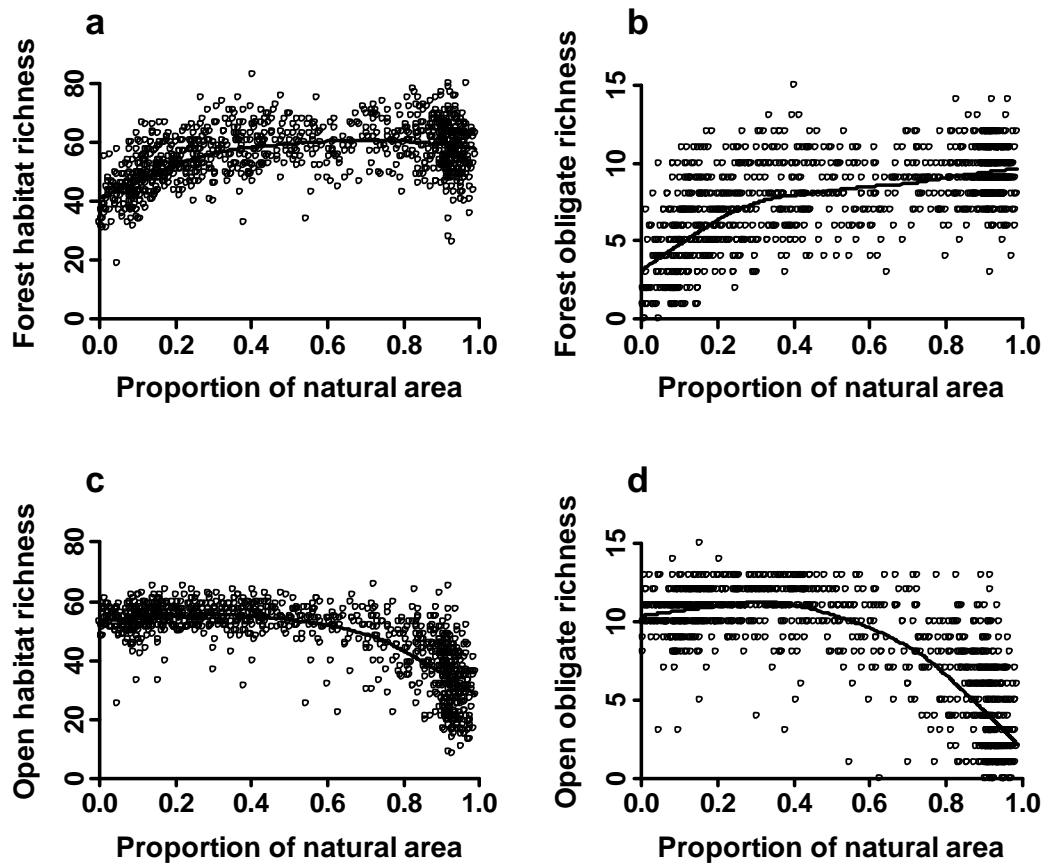 a
Forest habitat richness
0 20 40 60 80
0.0 0.2 0.4 0.6 0.8 1.0
Proportion of natural area
b
Forest obligate richness
0 5 10 15
0.0 0.2 0.4 0.6 0.8 1.0
Proportion of natural area
c
Open habitat richness
0 20 40 60 80
0.0 0.2 0.4 0.6 0.8 1.0
Proportion of natural area
d
Open obligate richness
0 5 10 15
0.0 0.2 0.4 0.6 0.8 1.0
Proportion of natural area